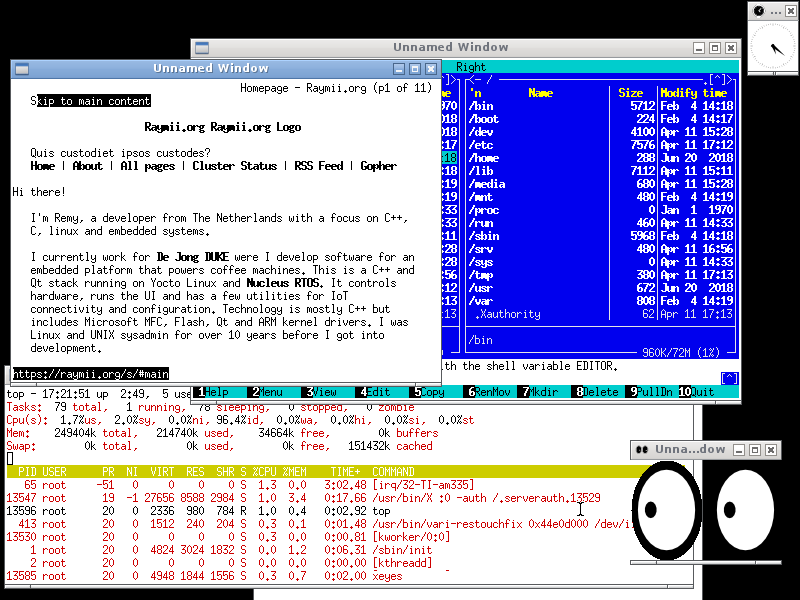 ...
Unnamed Window
Unnamed Window
Homepage - Raymii.org (p1 of 11)
Skip to main content
Raymii.org Raymii.org Logo
Quis custodiet ipsos custodes?
Home | About | All pages | Cluster Status | RSS Feed | Gopher
Hi there!
I'm Remy, a developer from The Netherlands with a focus on C++,
C, linux and embedded systems.
I currently work for De Jong DUKE were I develop software for an
embedded platform that powers coffee machines. This is a C++ and
Qt stack running on Yocto Linux and Nucleus RTOS. It controls
hardware, runs the UI and has a few utilities for IoT
connectivity and configuration. Technology is mostly C++ but
includes Microsoft MFC, Flash, Qt and ARM kernel drivers. I was
Linux and UNIX sysadmin for over 10 years before I got into
development.
https://raymii.org/s/#main
Right
<- / .[^]>
'n Name Size Modify time
/bin 5712 Feb 4 14:18
/boot 224 Feb 4 14:17
/dev 4100 Apr 11 15:28
/etc 7576 Apr 11 17:12
/home 288 Jun 20 2018
/lib 7112 Apr 11 15:11
/media 680 Apr 11 15:28
/mnt 480 Feb 4 14:19
/proc 0 Jan 1 1970
/run 460 Apr 11 14:33
/sbin 5968 Feb 4 14:18
/srv 480 Apr 11 16:56
/sys 0 Apr 11 14:33
/tmp 380 Apr 11 17:13
/usr 672 Jun 20 2018
/var 808 Feb 4 14:19
.Xauthority 62 Apr 11 17:13
/bin
960K/72M (1%)
th the shell variable EDITOR.
[^]
1Help 2Menu 3View 4Edit 5Copy 6RenMov 7Mkdir 8Delete 9PullDn 10Quit
top - 17:21:51 up 2:49, 5 use
Tasks: 79 total, 1 running, 78 sleeping, 0 stopped, 0 zombie
Cpu(s): 1.7%us, 2.0%sy, 0.0%ni, 96.4%id, 0.0%wa, 0.0%hi, 0.0%si, 0.0%st
Mem: 249404k total, 214740k used, 34664k free, 0k buffers
Swap: 0k total, 0k used, 0k free, 151432k cached
PID USER PR NI VIRT RES SHR S %CPU %MEM TIME+ COMMAND
65 root -51 0 0 0 0 S 1.3 0.0 3:02.48 [irq/32-TI-am335]
13547 root 19 -1 27656 8588 2984 S 1.0 3.4 0:17.66 /usr/bin/X :0 -auth /.serverauth.13529
13596 root 20 0 2336 980 784 R 1.0 0.4 0:02.92 top
413 root 20 0 1512 240 204 S 0.3 0.1 0:01.48 /usr/bin/vari-restouchfix 0x44e0d000 /dev/i
13530 root 20 0 0 0 0 S 0.3 0.0 0:00.81 [kworker/0:0]
1 root 20 0 4824 3024 1832 S 0.0 1.2 0:06.31 /sbin/init
2 root 20 0 0 0 0 S 0.0 0.0 0:00.00 [kthreadd]
13585 root 20 0 4948 1844 1556 S 0.3 0.7 0:02.00 xeyes
Unna...dow